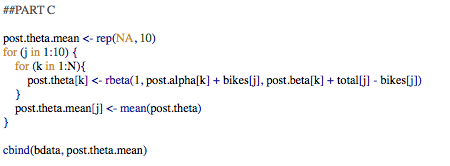 ##PART C
post.theta.mean <- rep(NA, 10)
for (j in 1:10) {
for (k in 1:N){
post.theta[k] <- rbeta(1, post.alpha[k] + bikes[j], post.beta[k] + total[j] - bikes[j])
}
post.theta.mean[j] <- mean(post.theta)
}
cbind(bdata, post.theta.mean)